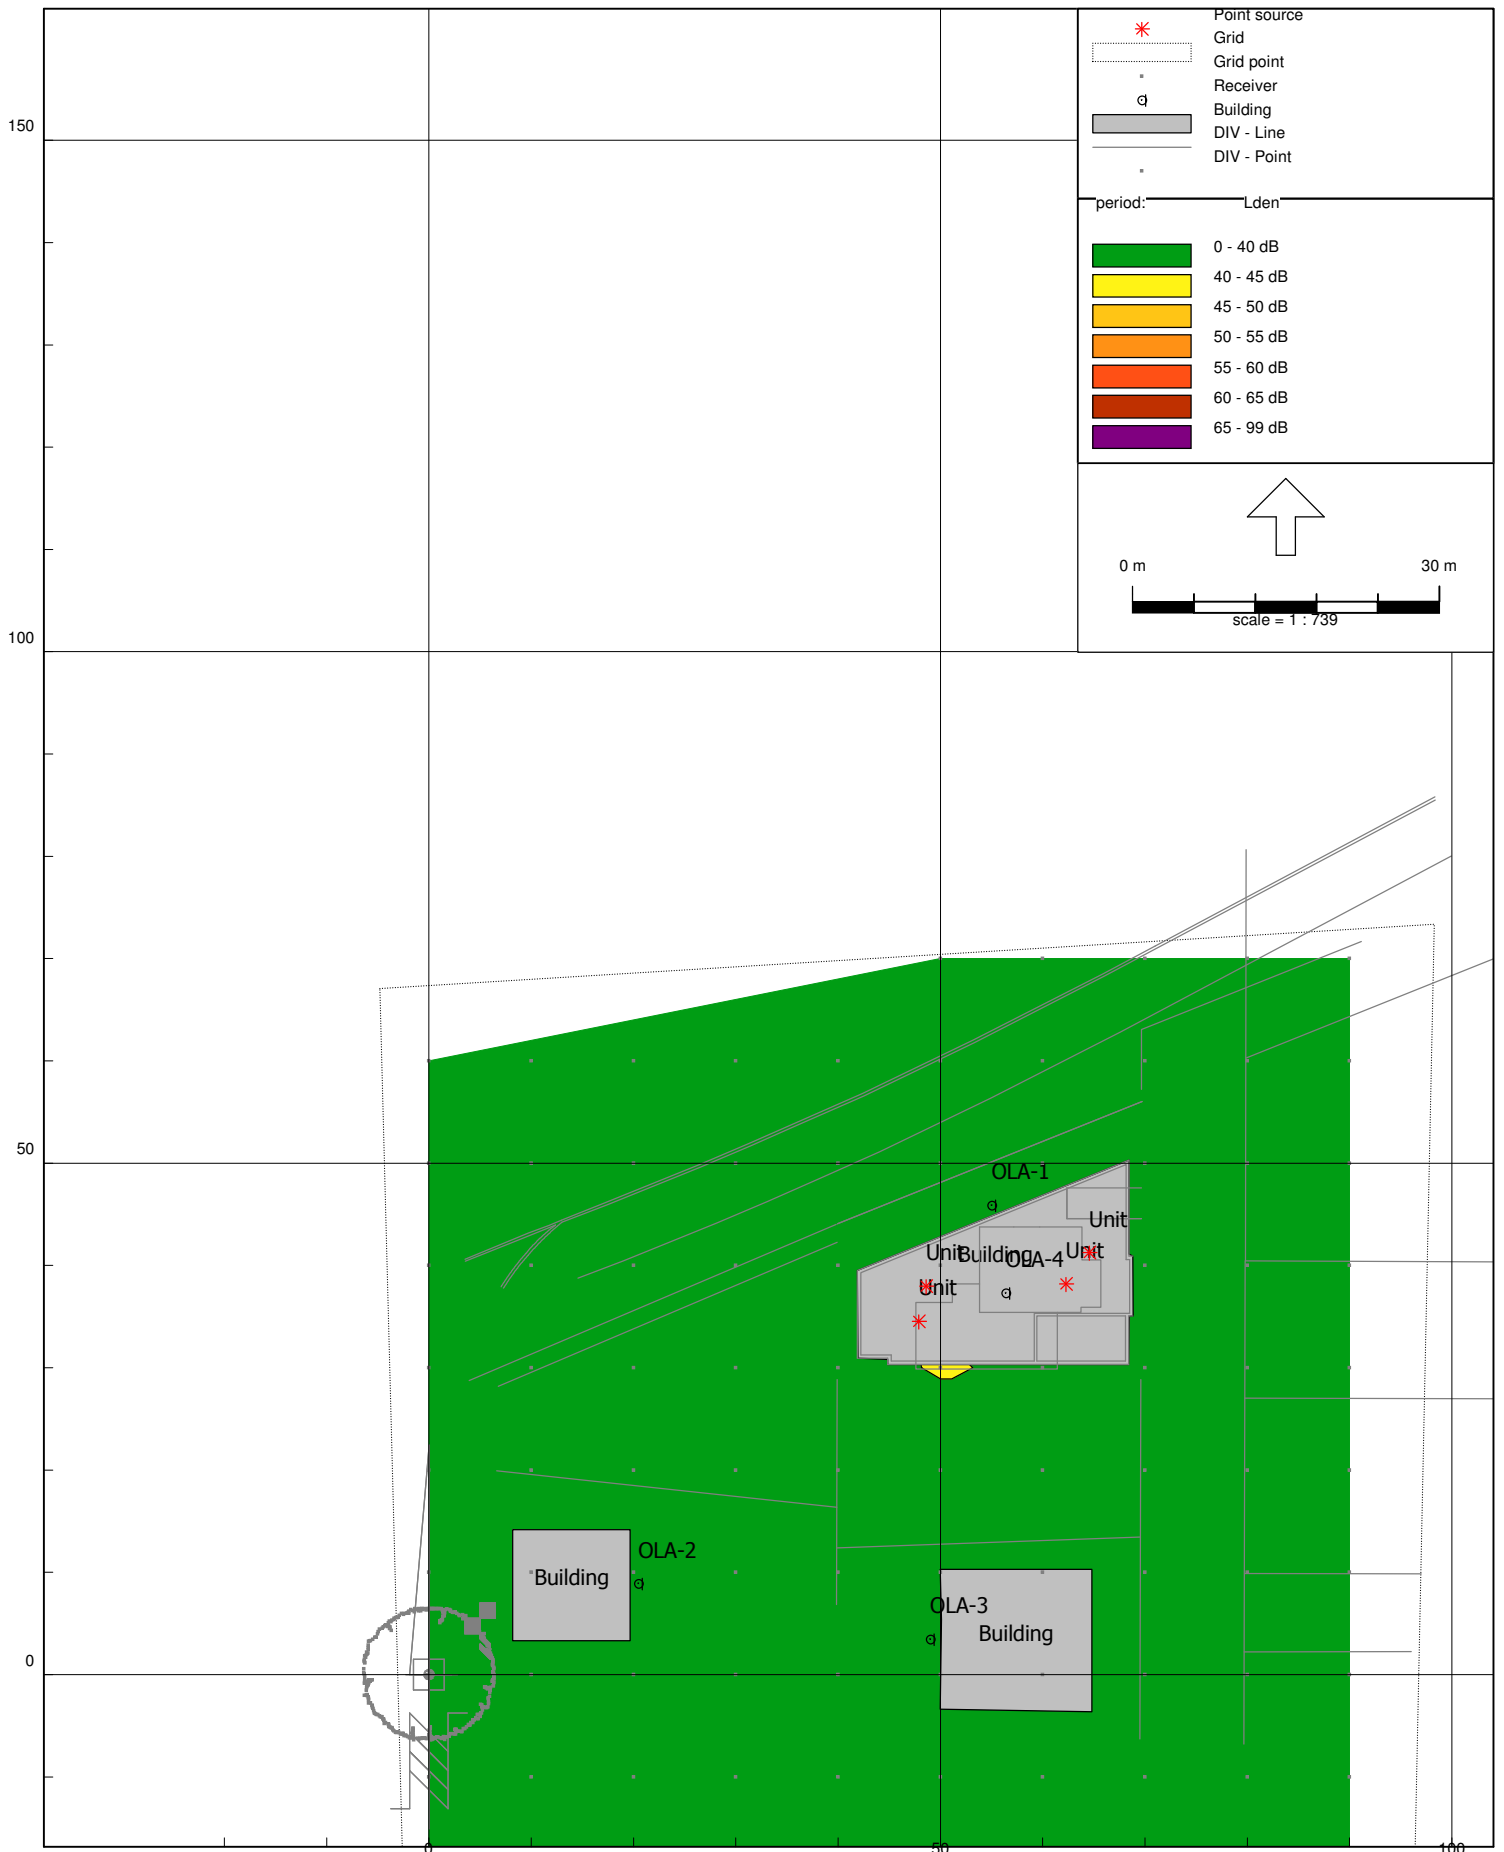 Point source
Grid
Grid point
Receiver
Building
DIV - Line
DIV - Point
period: Lden
0 - 40 dB
40 - 45 dB
45 - 50 dB
50 - 55 dB
55 - 60 dB
60 - 65 dB
65 - 99 dB
0 m 30 m
scale = 1 : 739
150
100
50
0
OLA-1
Unit
Unit
Building
Unit
OLA-4
Unit
OLA-2
Building
OLA-3
Building
0 50 100